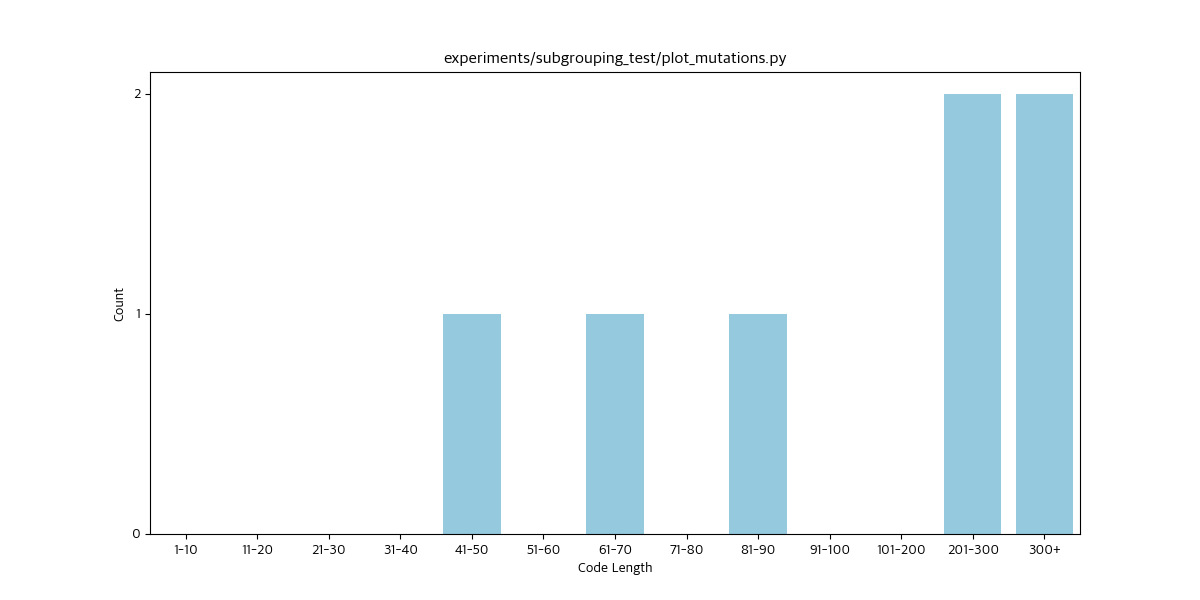 experiments/subgrouping_test/plot_mutations.py
Count
2
1
0
1-10 11-20 21-30 31-40 41-50 51-60 61-70 71-80 81-90 91-100 101-200 201-300 300+
Code Length